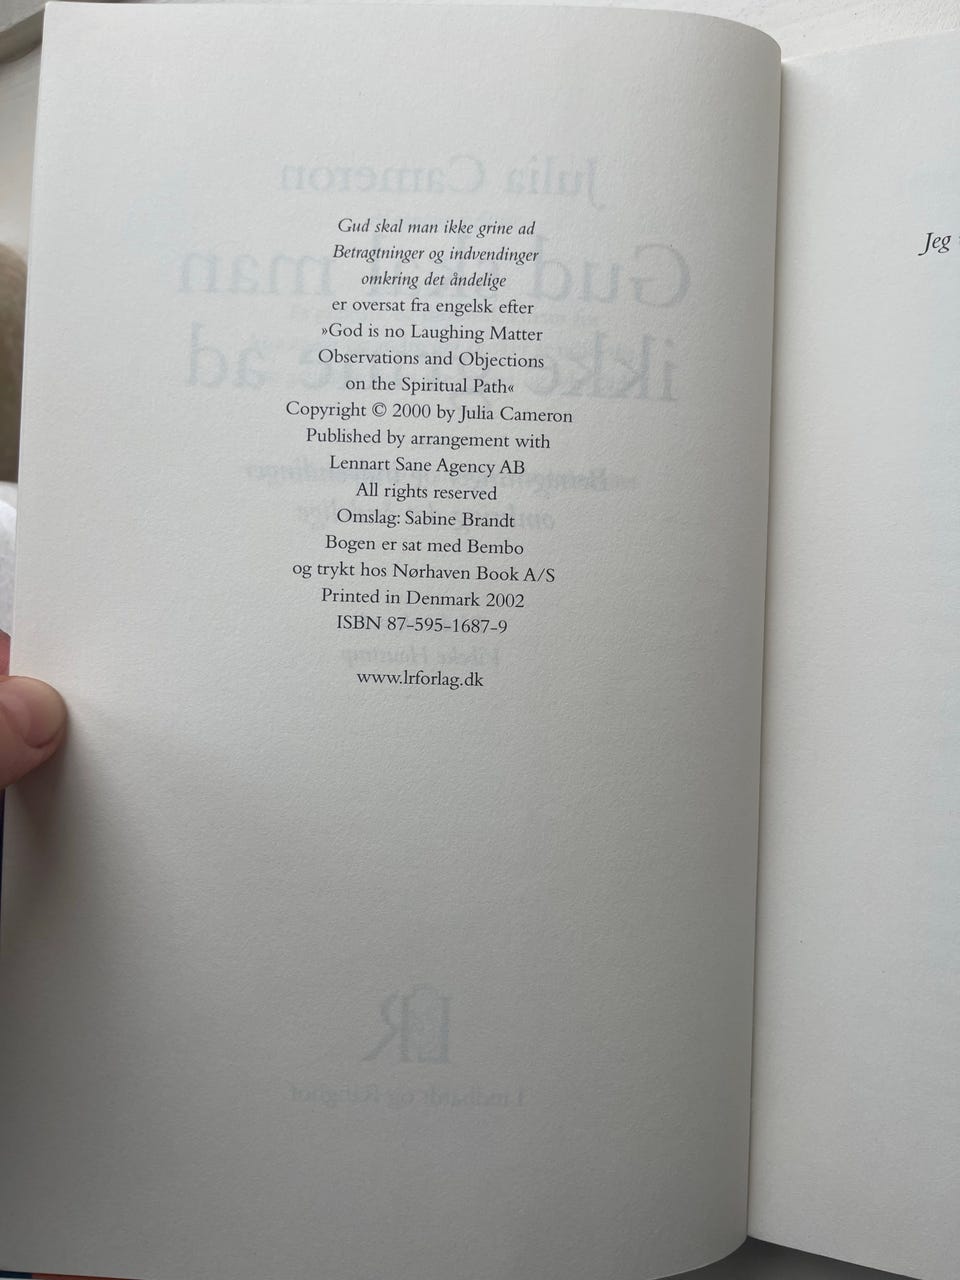 Gud skal man ikke grine ad
Betragtninger og indvendinger
omkring det åndelige
er oversat fra engelsk efter
»God is no Laughing Matter
Observations and Objections
on the Spiritual Path«
Copyright © 2000 by Julia Cameron
Published by arrangement with
Lennart Sane Agency AB
All rights reserved
Omslag: Sabine Brandt
Bogen er sat med Bembo
og trykt hos Nørhaven Book A/S
Printed in Denmark 2002
ISBN 87-595-1687-9
www.lrforlag.dk
Jeg